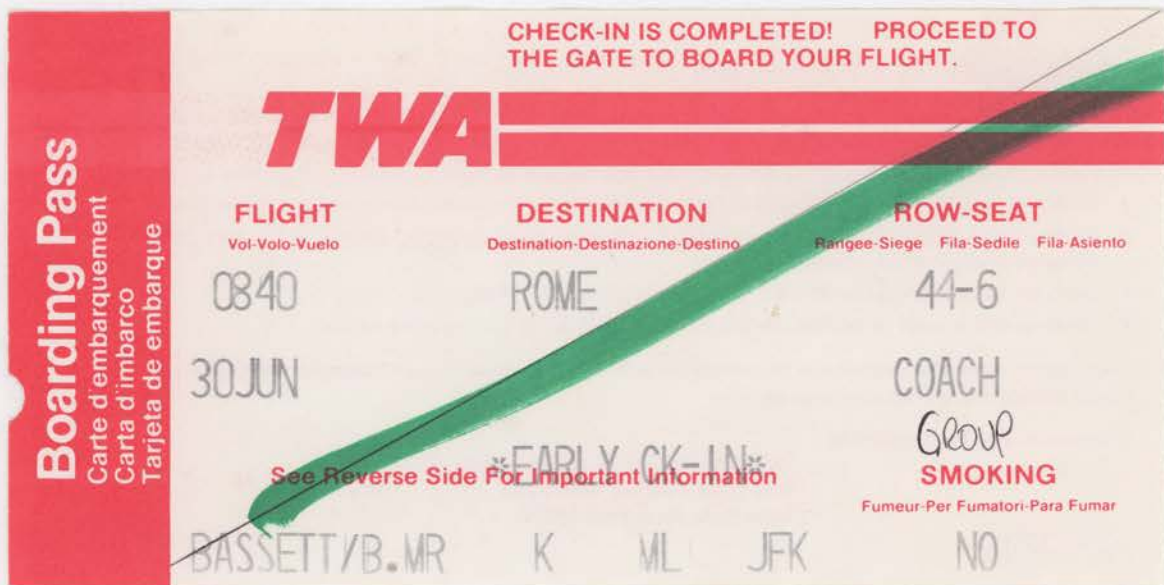 CHECK-IN IS COMPLETED! PROCEED TO
THE GATE TO BOARD YOUR FLIGHT.
TWA
Boarding Pass
Carte d'embarquement
Carta d'imbarco
Tarjeta de embarque
FLIGHT DESTINATION ROW-SEAT
Vol-Volo-Vuelo Destination-Destinazione-Destino Rangee-Siege Fila-Sedile Fila-Asiento
0840 ROME 44-6
30JUN COACH
GROUP
*EARLY CK-IN*
See Reverse Side For Important Information SMOKING
Fumeur-Per Fumatori-Para Fumar
BASSETT/B.MR K ML JFK NO